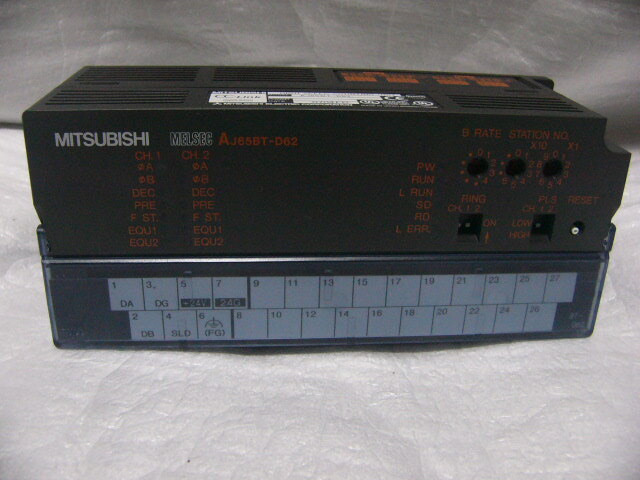 MITSUBISHI MELSEC AJ65BT-D62
B RATE STATION NO.
X10 X1
CH. 1 CH. 2
φA φA
φB φB
DEC DEC
PRE PRE
F ST. F ST.
EQU1 EQU1
EQU2 EQU2
PW
RUN
L RUN
SD
RD
L ERR.
RING
CH. 1 2
ON
PLS
CH. 1 2
LOW
HIGH
RESET
1 3 5 7 9 11 13 15 17 19 21 23 25 27
DA DG +24V 24G
2 4 6 8 10 12 14 16 18 20 22 24 26
DB SLD (FG)